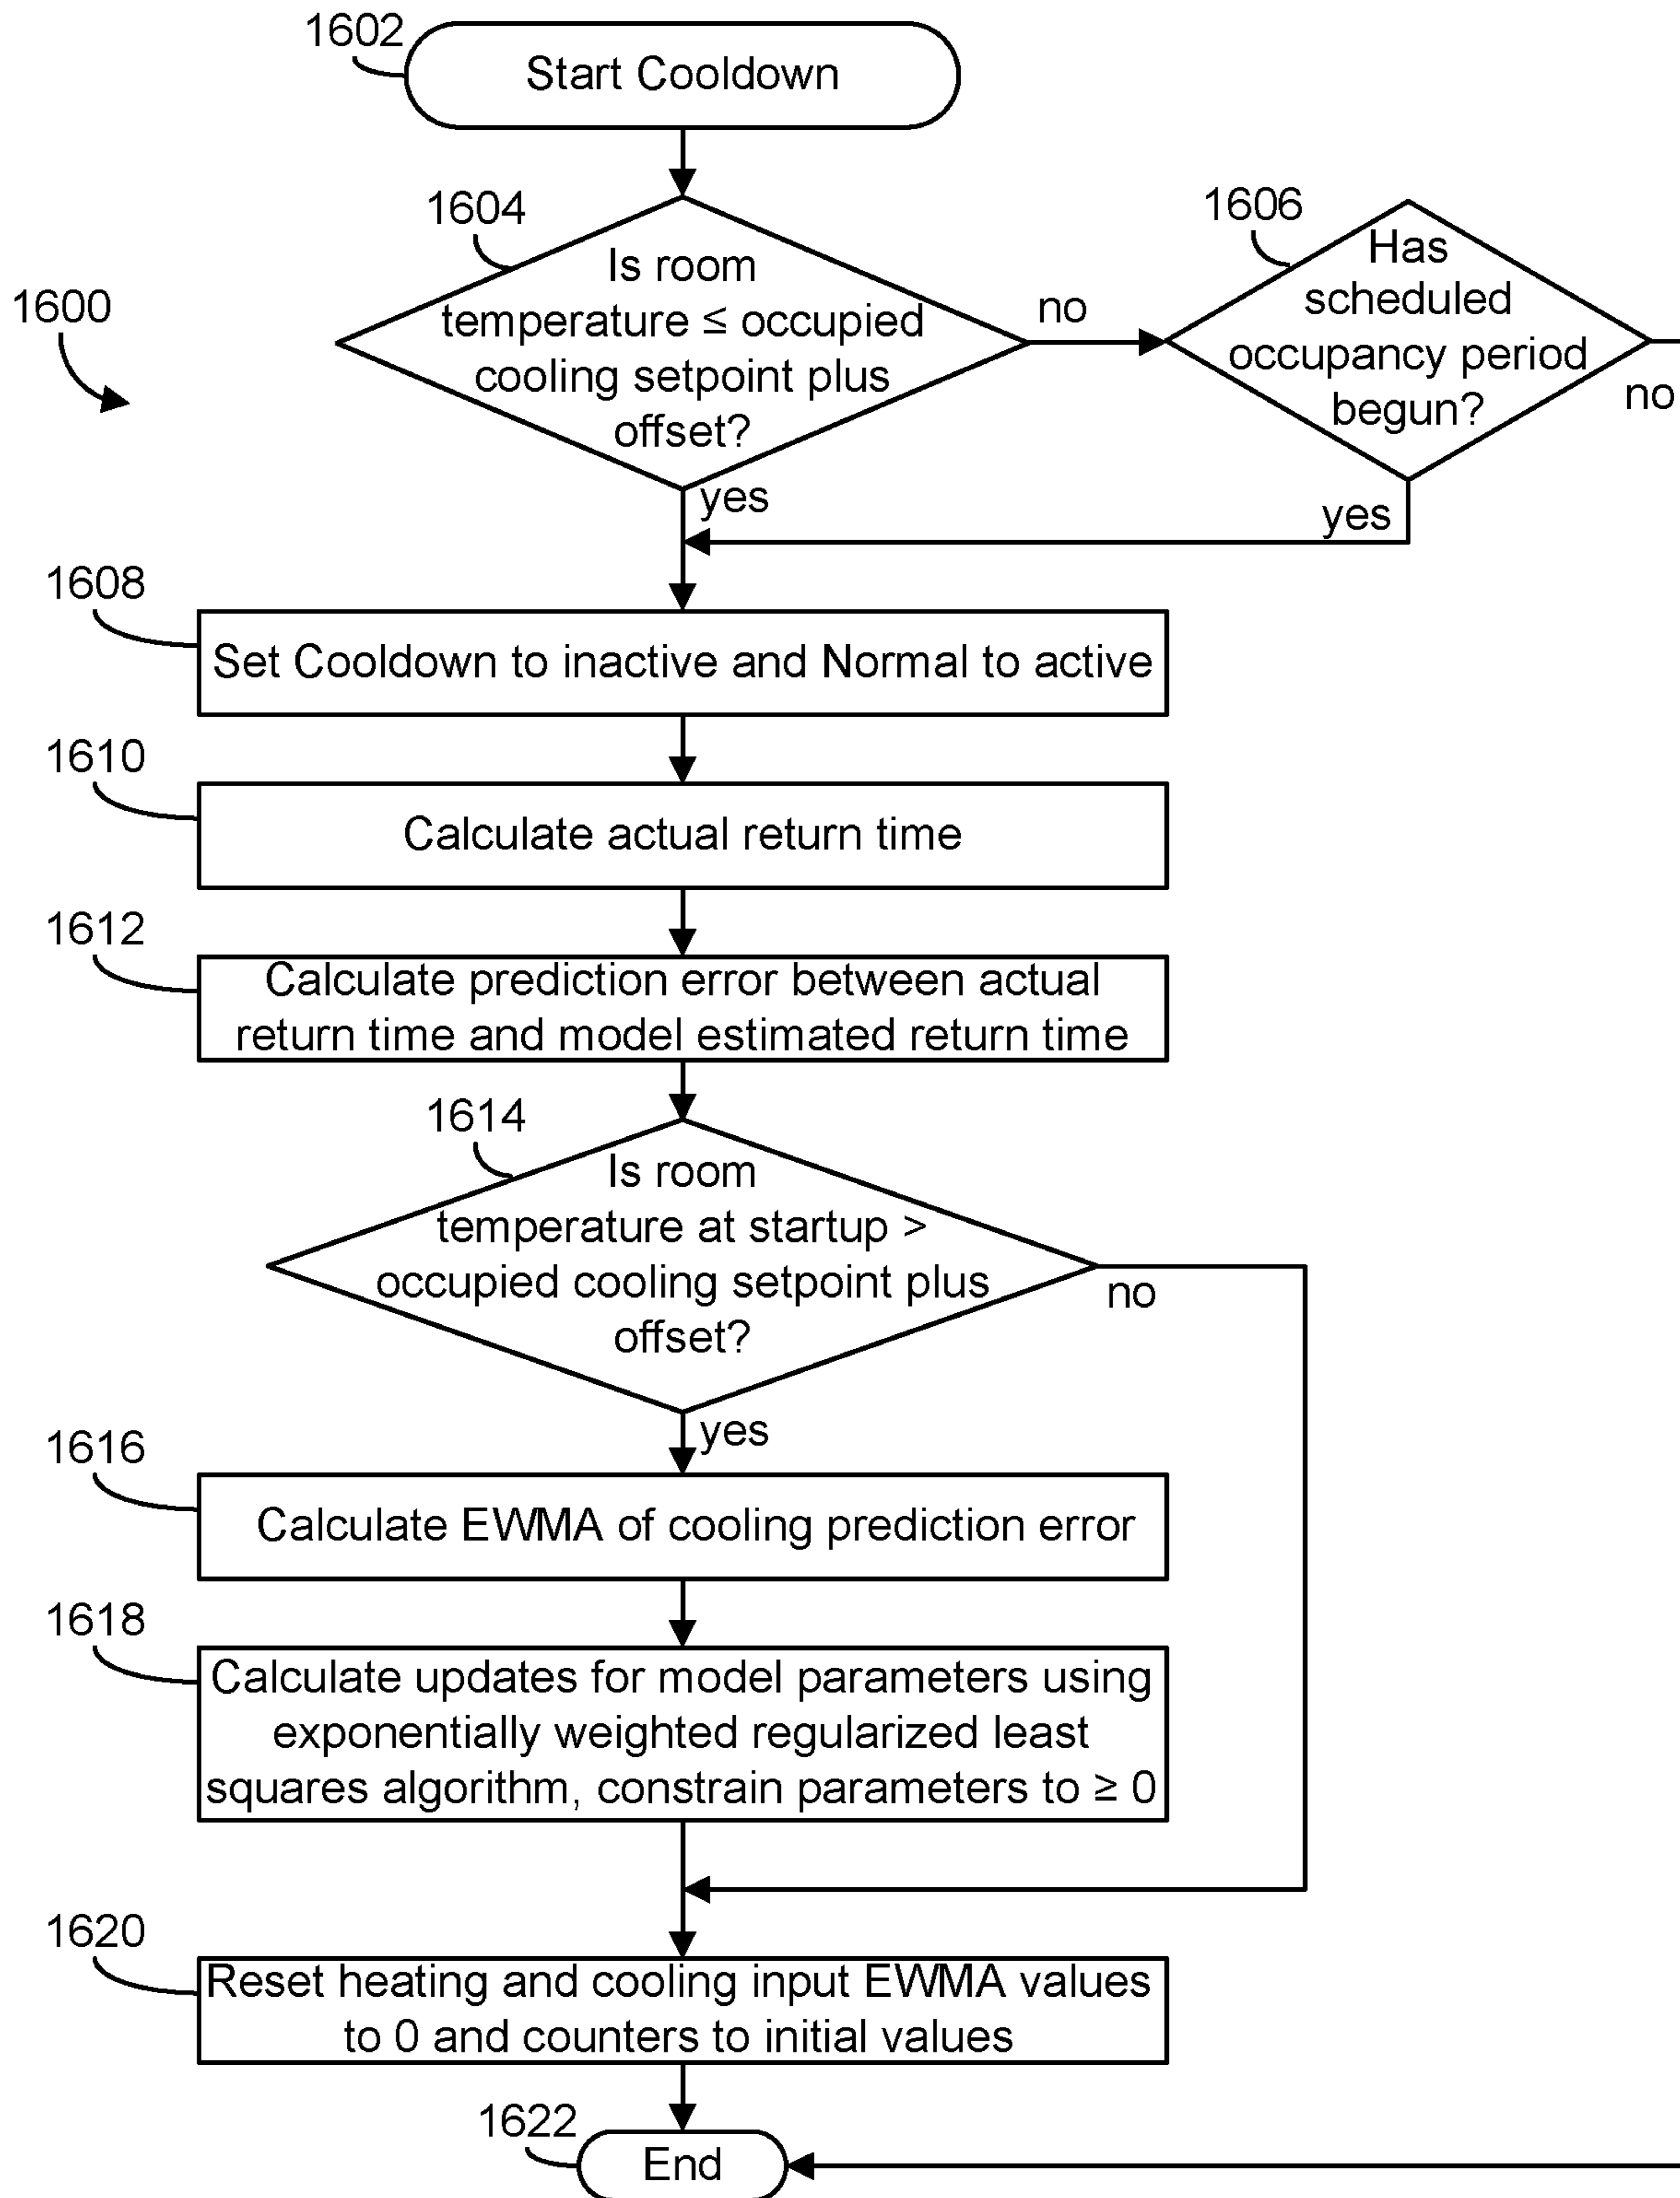 1602
Start Cooldown
1604
Is room
temperature ≤ occupied
cooling setpoint plus
offset?
no
yes
1606
Has
scheduled
occupancy period
begun?
no
yes
1600
1608
Set Cooldown to inactive and Normal to active
1610
Calculate actual return time
1612
Calculate prediction error between actual
return time and model estimated return time
1614
Is room
temperature at startup >
occupied cooling setpoint plus
offset?
no
yes
1616
Calculate EWMA of cooling prediction error
1618
Calculate updates for model parameters using
exponentially weighted regularized least
squares algorithm, constrain parameters to ≥ 0
1620
Reset heating and cooling input EWMA values
to 0 and counters to initial values
1622
End